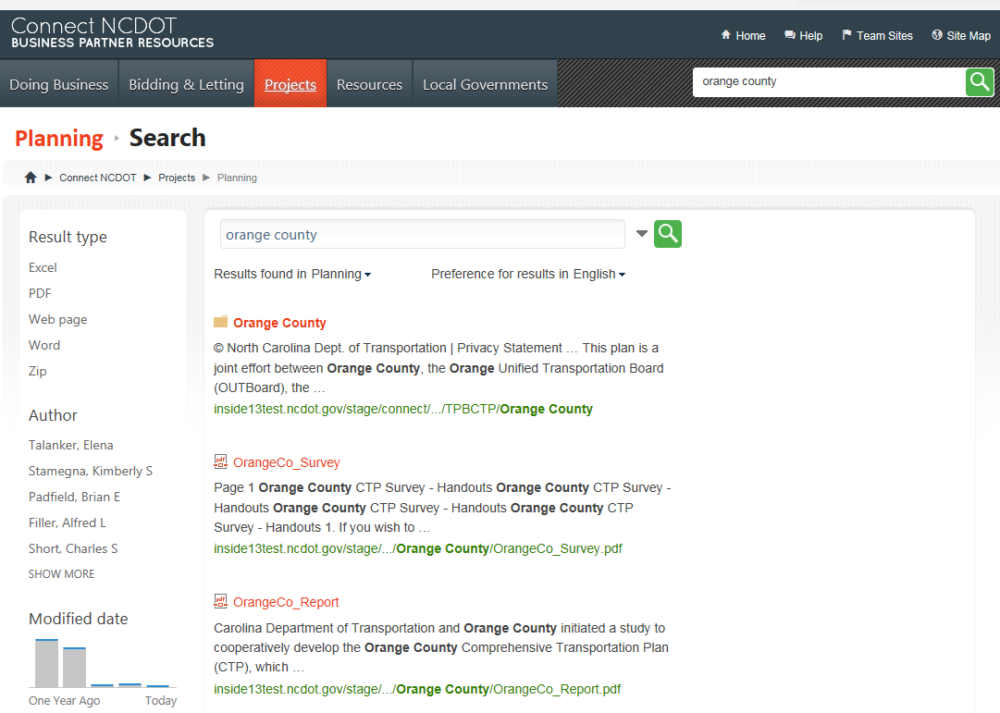 Connect NCDOT
BUSINESS PARTNER RESOURCES
Home Help Team Sites Site Map
Doing Business Bidding & Letting Projects Resources Local Governments
orange county
Planning Search
Connect NCDOT Projects Planning
Result type
Excel
PDF
Web page
Word
Zip
Author
Talanker, Elena
Stamegna, Kimberly S
Padfield, Brian E
Filler, Alfred L
Short, Charles S
SHOW MORE
Modified date
One Year Ago Today
orange county
Results found in Planning Preference for results in English
Orange County
© North Carolina Dept. of Transportation | Privacy Statement … This plan is a
joint effort between Orange County, the Orange Unified Transportation Board
(OUTBoard), the …
inside13test.ncdot.gov/stage/connect/.../TPBCTP/Orange County
OrangeCo_Survey
Page 1 Orange County CTP Survey - Handouts Orange County CTP Survey -
Handouts Orange County CTP Survey - Handouts Orange County CTP
Survey - Handouts 1. If you wish to …
inside13test.ncdot.gov/stage/.../Orange County/OrangeCo_Survey.pdf
OrangeCo_Report
Carolina Department of Transportation and Orange County initiated a study to
cooperatively develop the Orange County Comprehensive Transportation Plan
(CTP), which …
inside13test.ncdot.gov/stage/.../Orange County/OrangeCo_Report.pdf